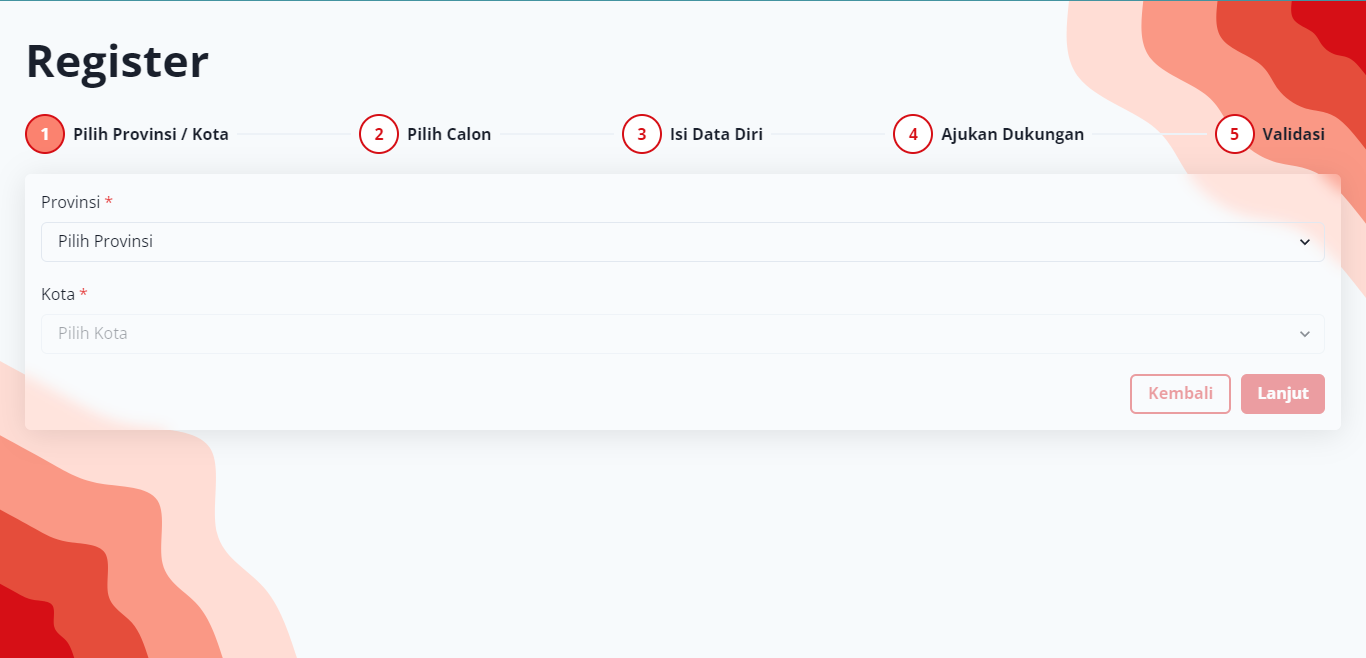 Register
1 Pilih Provinsi / Kota 2 Pilih Calon 3 Isi Data Diri 4 Ajukan Dukungan 5 Validasi
Provinsi *
Pilih Provinsi
Kota *
Pilih Kota
Kembali Lanjut